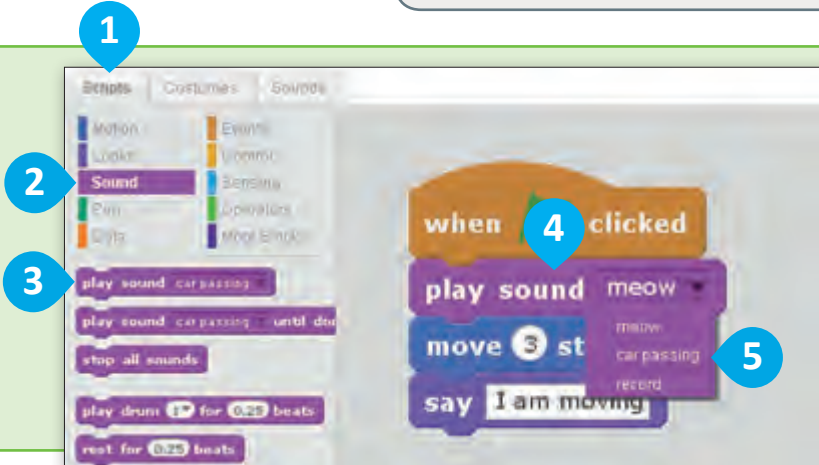 1
Scripts Costumes Sounds
Motion Events
Looks Control
2 Sound Sensing
Pen Operators
Data More Blocks
3 play sound car passing
play sound car passing until
stop all sounds
play drum 1 for 0.25 beats
rest for 0.25 beats
when clicked
4
play sound meow
meow
move 3 st
car passing
5
record
say I am moving